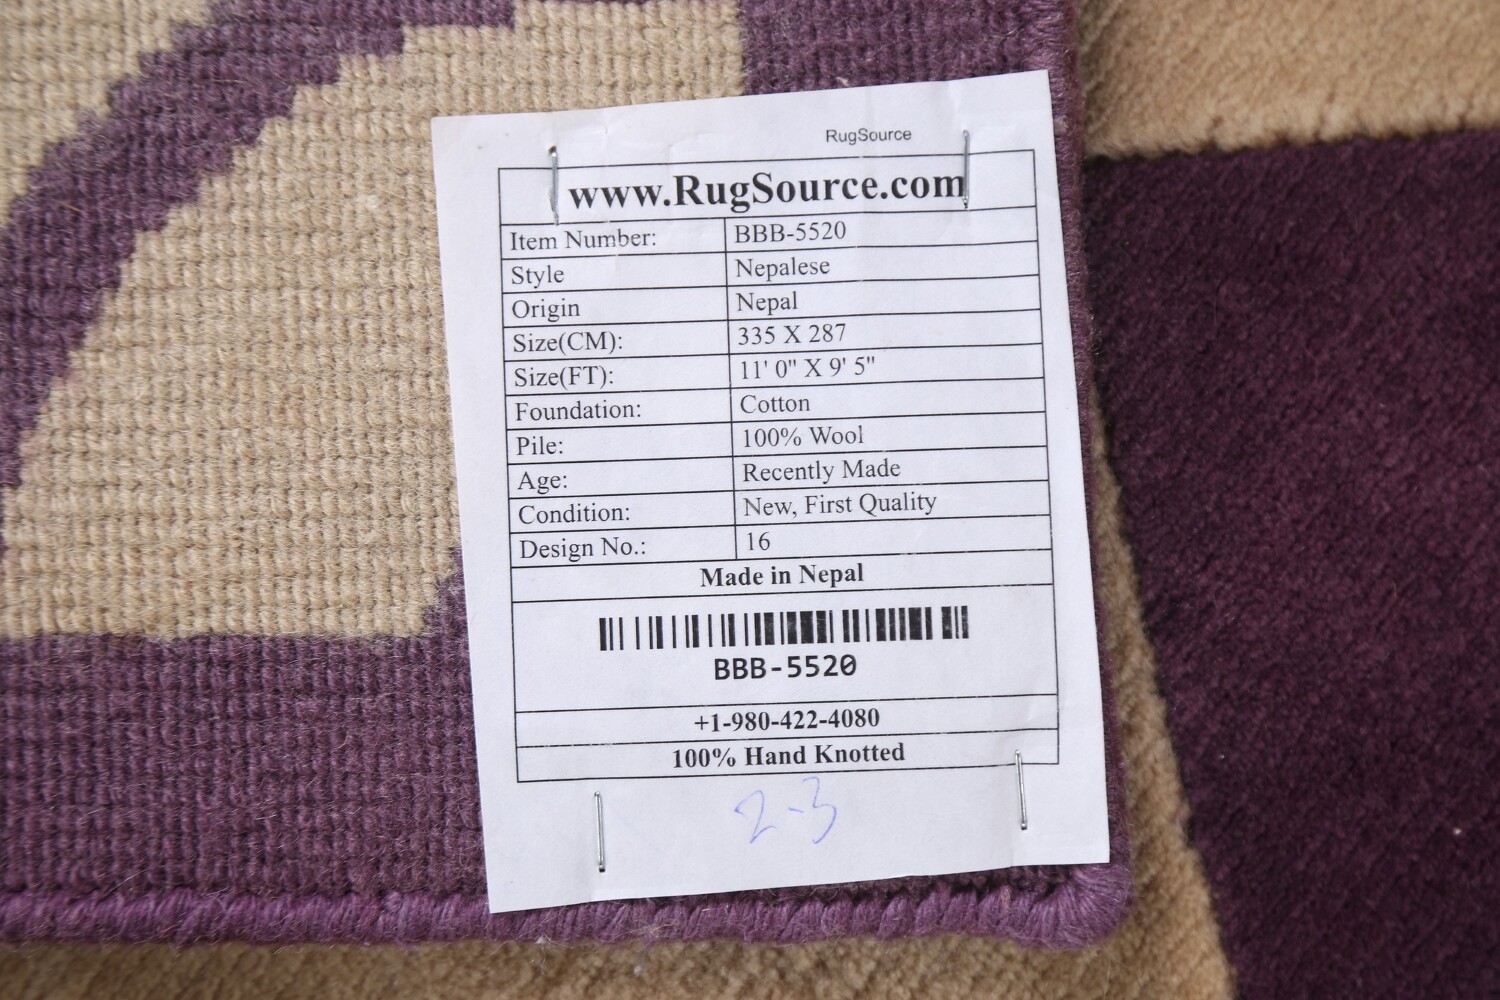 RugSource
www.RugSource.com
Item Number: BBB-5520
Style Nepalese
Origin Nepal
Size(CM): 335 X 287
Size(FT): 11' 0" X 9' 5"
Foundation: Cotton
Pile: 100% Wool
Age: Recently Made
Condition: New, First Quality
Design No.: 16
Made in Nepal
BBB-5520
+1-980-422-4080
100% Hand Knotted
2-3